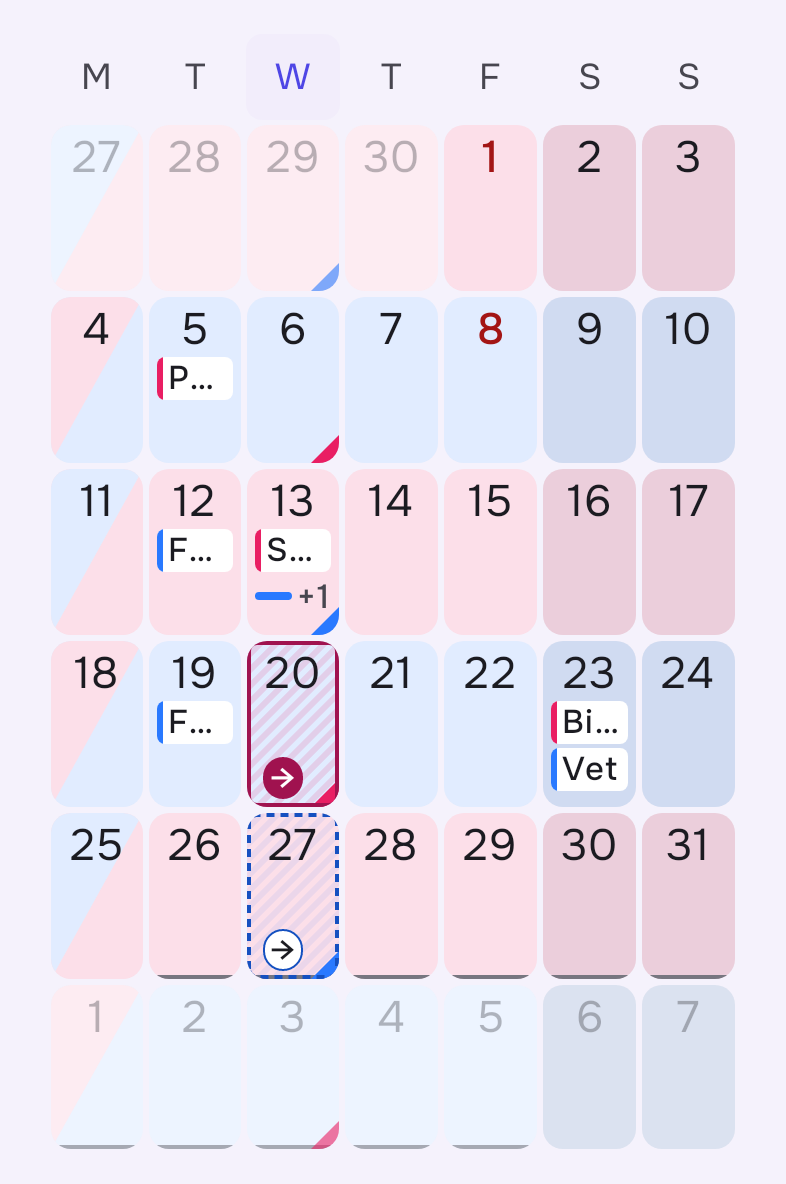 M T W T F S S
27 28 29 30 1 2 3
4 5 6 7 8 9 10
P...
11 12 13 14 15 16 17
F... S...
+1
18 19 20 21 22 23 24
F... Bi...
Vet
25 26 27 28 29 30 31
1 2 3 4 5 6 7